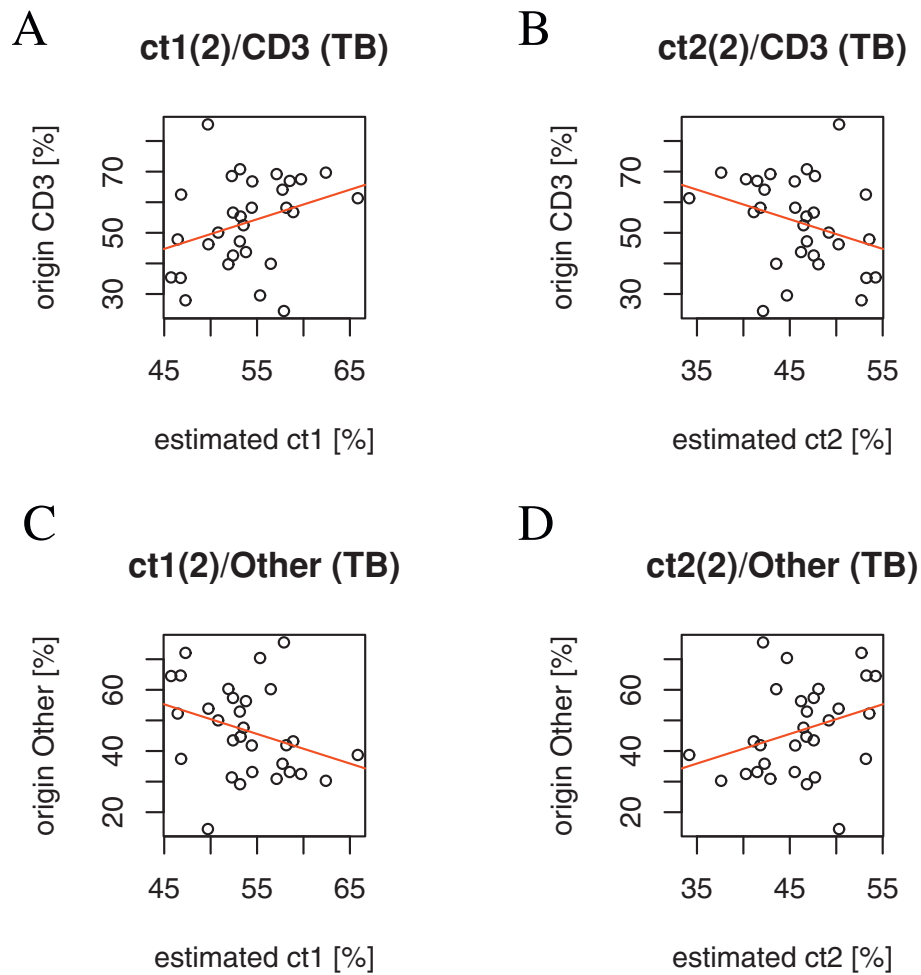 A
ct1(2)/CD3 (TB)
origin CD3 [%]
30 50 70
45 55 65
estimated ct1 [%]
B
ct2(2)/CD3 (TB)
origin CD3 [%]
30 50 70
35 45 55
estimated ct2 [%]
C
ct1(2)/Other (TB)
origin Other [%]
20 40 60
45 55 65
estimated ct1 [%]
D
ct2(2)/Other (TB)
origin Other [%]
20 40 60
35 45 55
estimated ct2 [%]